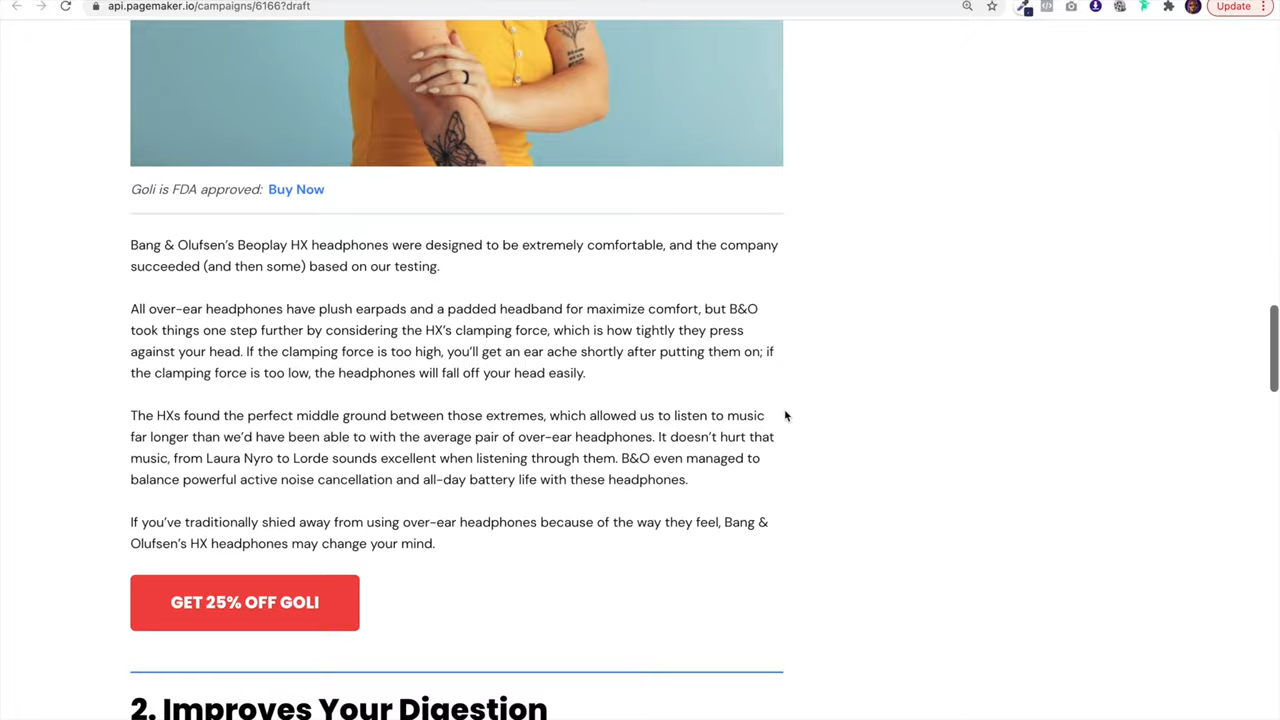 api.pagemaker.io/campaigns/6166?draft
Update
Goli is FDA approved: Buy Now
Bang & Olufsen’s Beoplay HX headphones were designed to be extremely comfortable, and the company
succeeded (and then some) based on our testing.
All over-ear headphones have plush earpads and a padded headband for maximize comfort, but B&O
took things one step further by considering the HX’s clamping force, which is how tightly they press
against your head. If the clamping force is too high, you’ll get an ear ache shortly after putting them on; if
the clamping force is too low, the headphones will fall off your head easily.
The HXs found the perfect middle ground between those extremes, which allowed us to listen to music
far longer than we’d have been able to with the average pair of over-ear headphones. It doesn’t hurt that
music, from Laura Nyro to Lorde sounds excellent when listening through them. B&O even managed to
balance powerful active noise cancellation and all-day battery life with these headphones.
If you’ve traditionally shied away from using over-ear headphones because of the way they feel, Bang &
Olufsen’s HX headphones may change your mind.
GET 25% OFF GOLI
2. Improves Your Digestion